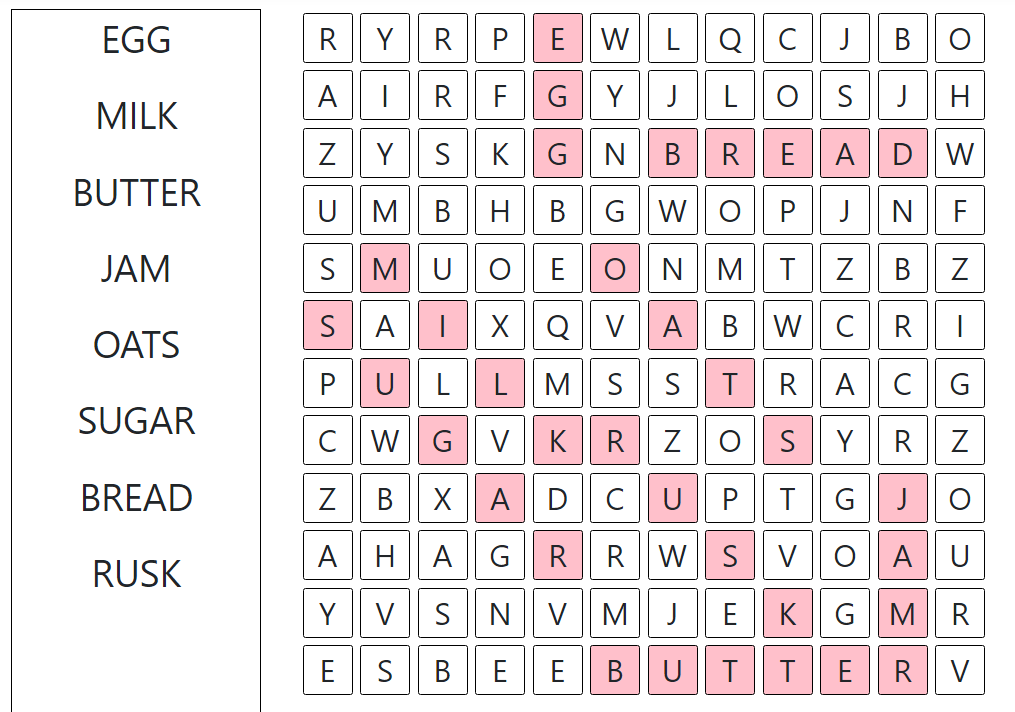 EGG
MILK
BUTTER
JAM
OATS
SUGAR
BREAD
RUSK
R Y R P E W L Q C J B O
A I R F G Y J L O S J H
Z Y S K G N B R E A D W
U M B H B G W O P J N F
S M U O E O N M T Z B Z
S A I X Q V A B W C R I
P U L L M S S T R A C G
C W G V K R Z O S Y R Z
Z B X A D C U P T G J O
A H A G R R W S V O A U
Y V S N V M J E K G M R
E S B E E B U T T E R V